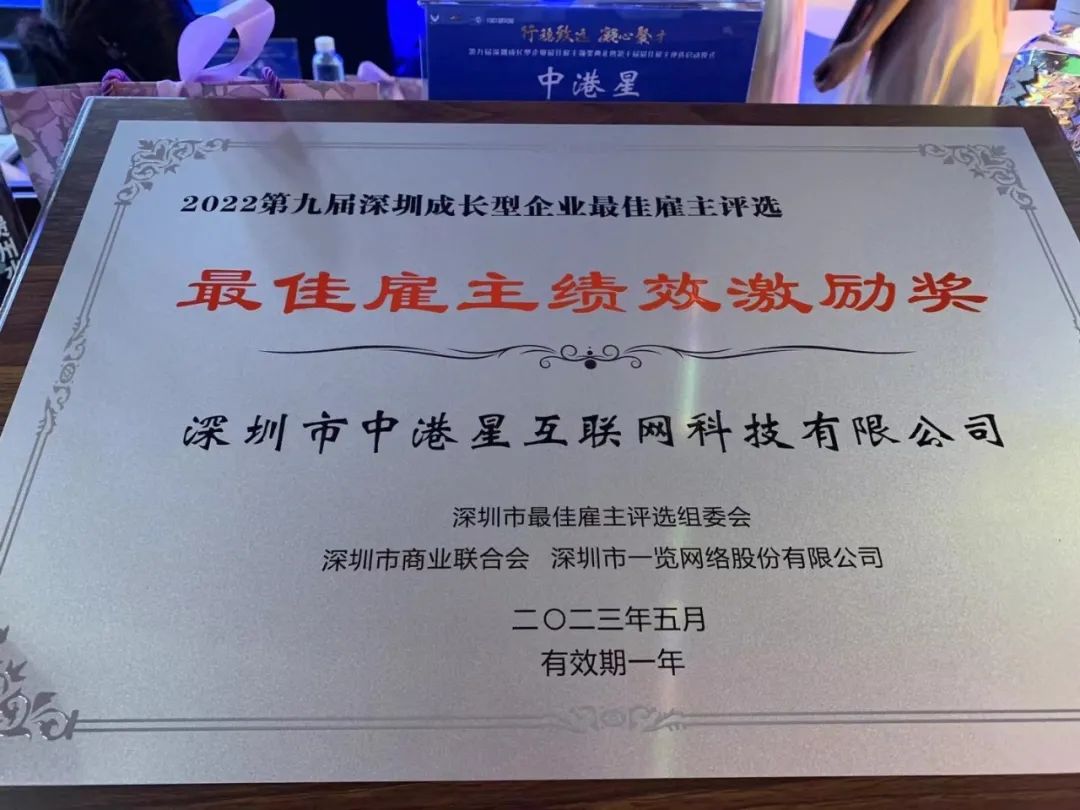 行稳致远 凝心聚才
中港星
2022第九届深圳成长型企业最佳雇主评选
最佳雇主绩效激励奖
深圳市中港星互联网科技有限公司
深圳市最佳雇主评选组委会
深圳市商业联合会 深圳市一览网络股份有限公司
二〇二三年五月
有效期一年